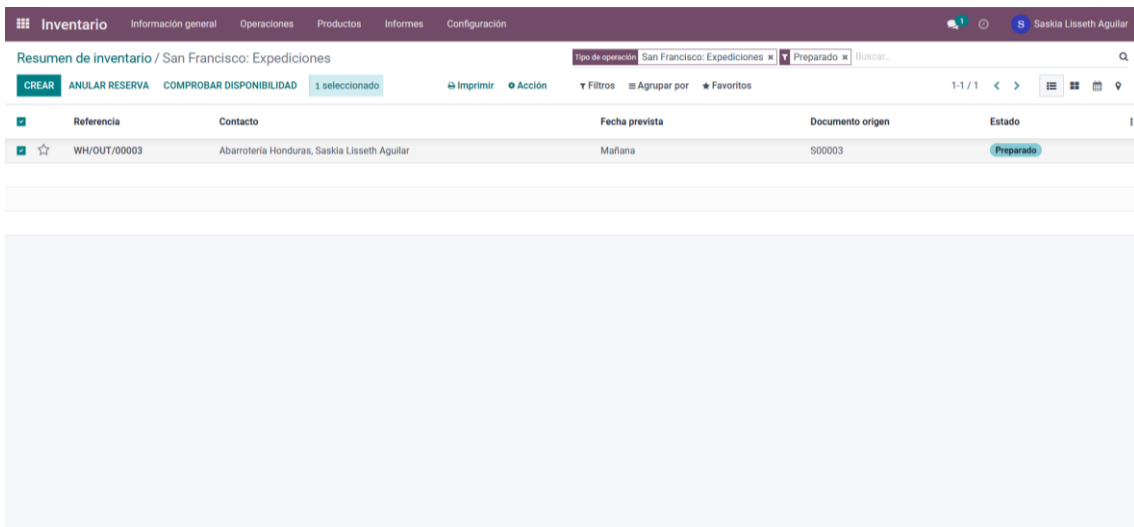 Inventario Información general Operaciones Productos Informes Configuración 1 S Saskia Lisseth Aguilar
Resumen de inventario / San Francisco: Expediciones Tipo de operación San Francisco: Expediciones × Preparado × Buscar...
CREAR ANULAR RESERVA COMPROBAR DISPONIBILIDAD 1 seleccionado Imprimir Acción Filtros Agrupar por Favoritos 1-1 / 1
Referencia Contacto Fecha prevista Documento origen Estado
WH/OUT/00003 Abarrotería Honduras, Saskia Lisseth Aguilar Mañana S00003 Preparado